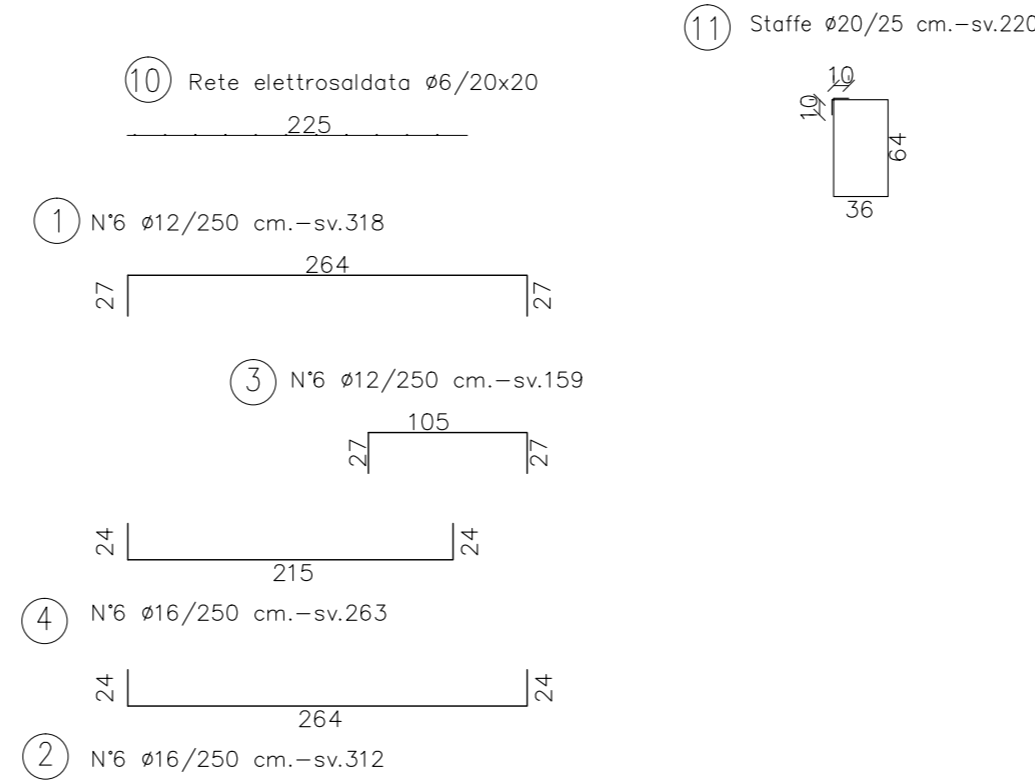 11 Staffe ø20/25 cm.-sv.220
10
10
64
36
10 Rete elettrosaldata ø6/20x20
225
1 N°6 ø12/250 cm.-sv.318
264
27
27
3 N°6 ø12/250 cm.-sv.159
105
27
27
24
24
215
4 N°6 ø16/250 cm.-sv.263
24
24
264
2 N°6 ø16/250 cm.-sv.312